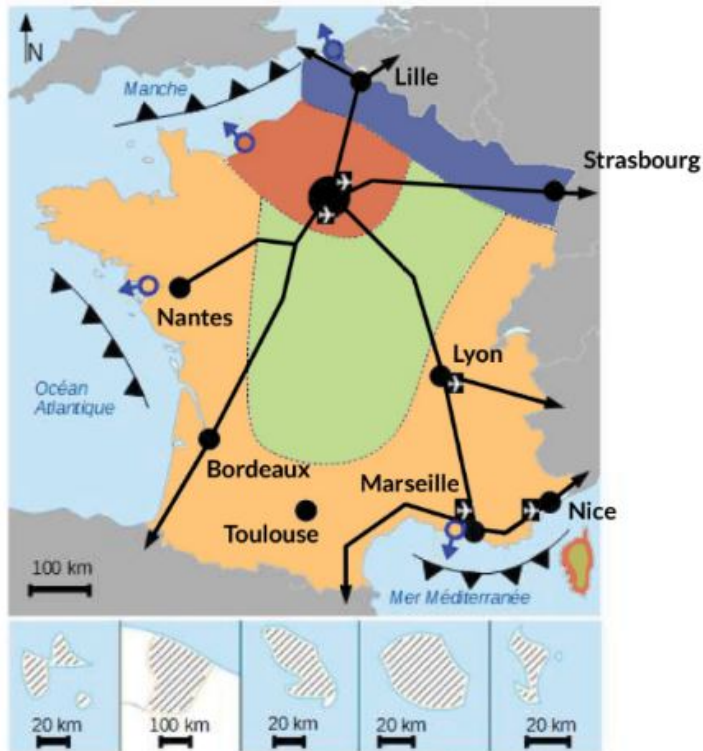 N
Lille
Manche
Strasbourg
Nantes
Lyon
Océan
Atlantique
Bordeaux
Marseille
Nice
Toulouse
100 km
Mer Méditerranée
20 km
100 km
20 km
20 km
20 km